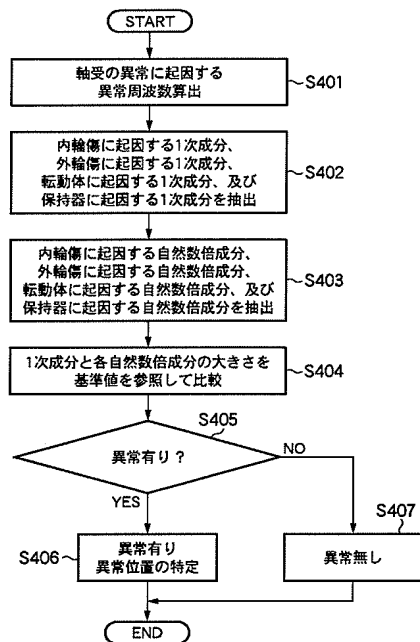 START
軸受の異常に起因する
異常周波数算出
S401
内輪傷に起因する1次成分、
外輪傷に起因する1次成分、
転動体に起因する1次成分、及び
保持器に起因する1次成分を抽出
S402
内輪傷に起因する自然数倍成分、
外輪傷に起因する自然数倍成分、
転動体に起因する自然数倍成分、及び
保持器に起因する自然数倍成分を抽出
S403
1次成分と各自然数倍成分の大きさを
基準値を参照して比較
S404
S405
異常有り？
NO
YES
S407
S406
異常有り
異常位置の特定
異常無し
END